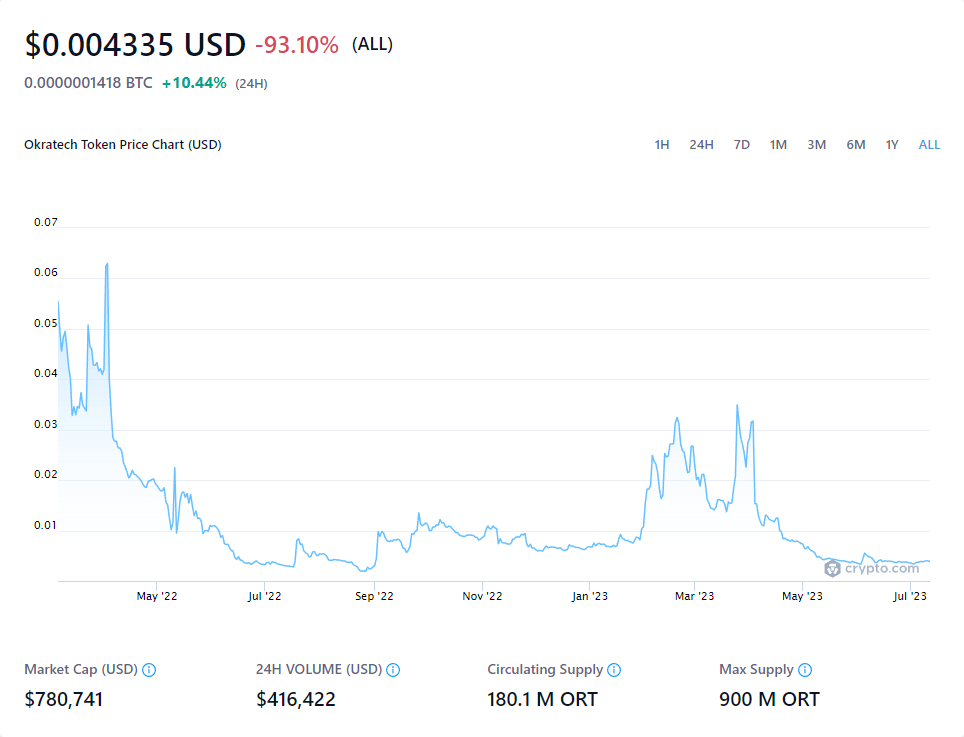 $0.004335 USD -93.10% (ALL)
0.0000001418 BTC +10.44% (24H)
Okratech Token Price Chart (USD) 1H 24H 7D 1M 3M 6M 1Y ALL
0.07
0.06
0.05
0.04
0.03
0.02
0.01
crypto.com
May '22 Jul '22 Sep '22 Nov '22 Jan '23 Mar '23 May '23 Jul '23
Market Cap (USD) 24H VOLUME (USD) Circulating Supply Max Supply
$780,741 $416,422 180.1 M ORT 900 M ORT